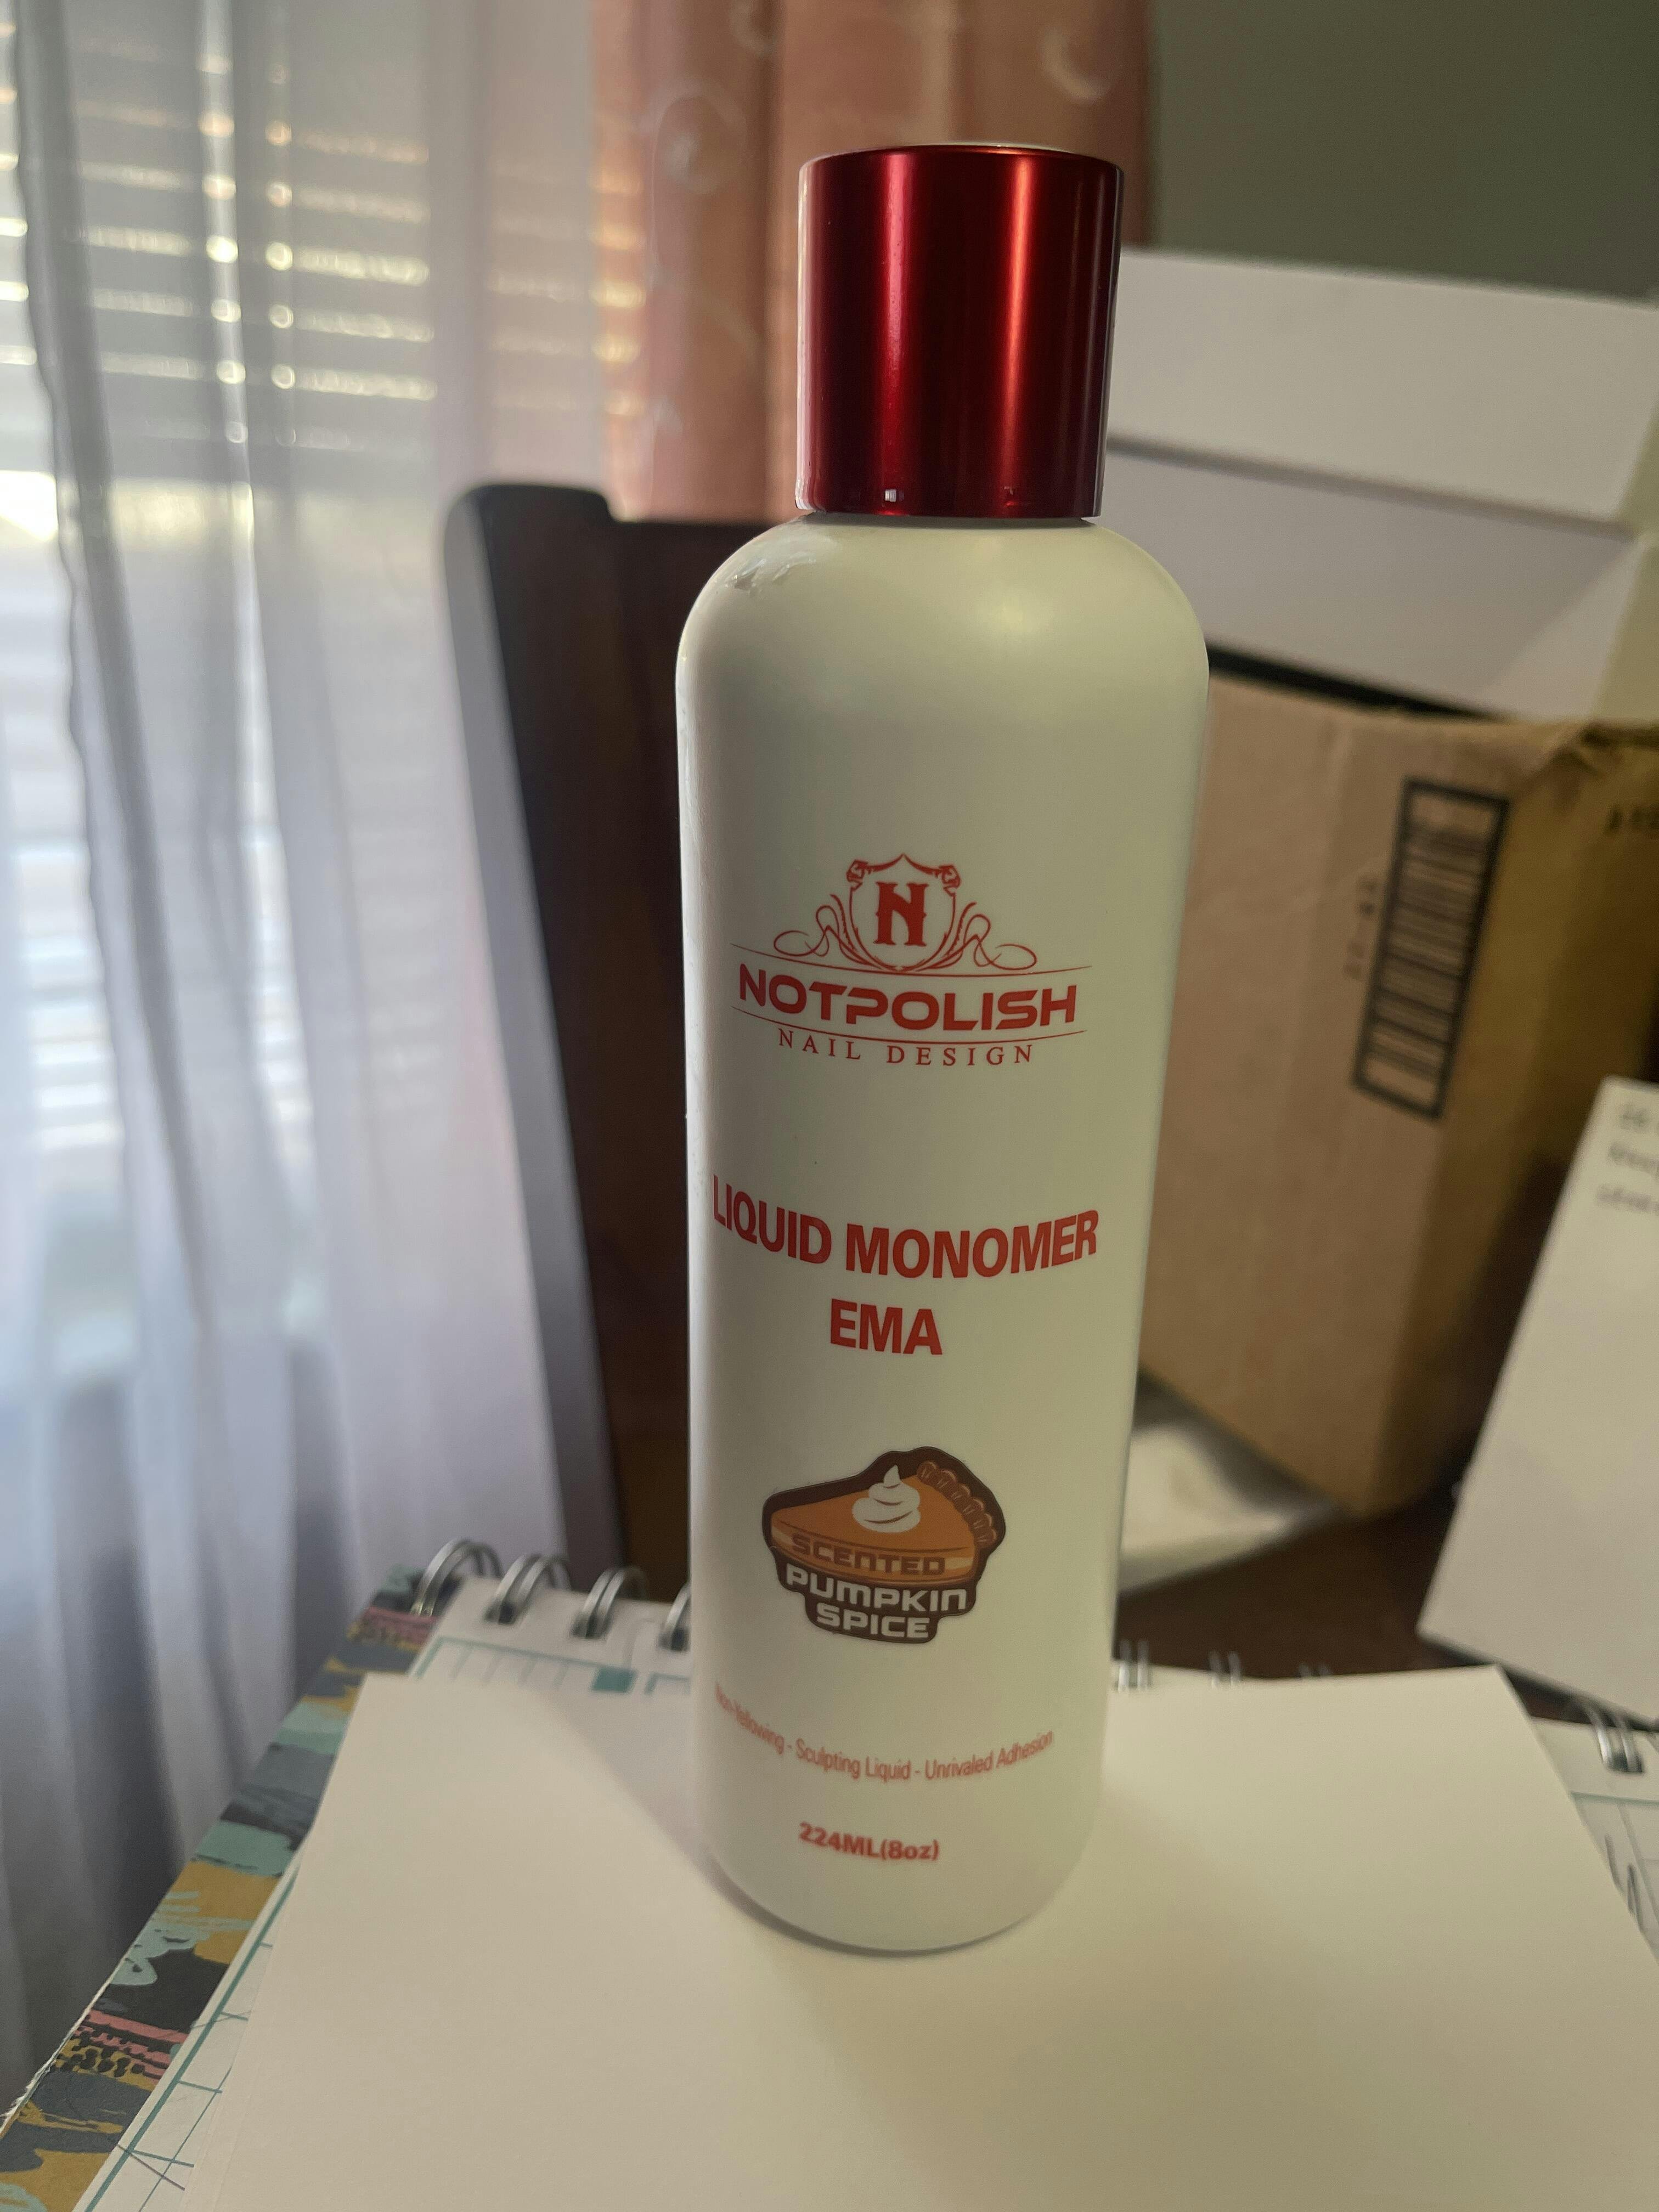 N
NOTPOLISH
NAIL DESIGN
LIQUID MONOMER
EMA
SCENTED
PUMPKIN
SPICE
Non-Yellowing - Sculpting Liquid - Unrivaled Adhesion
224ML(8oz)